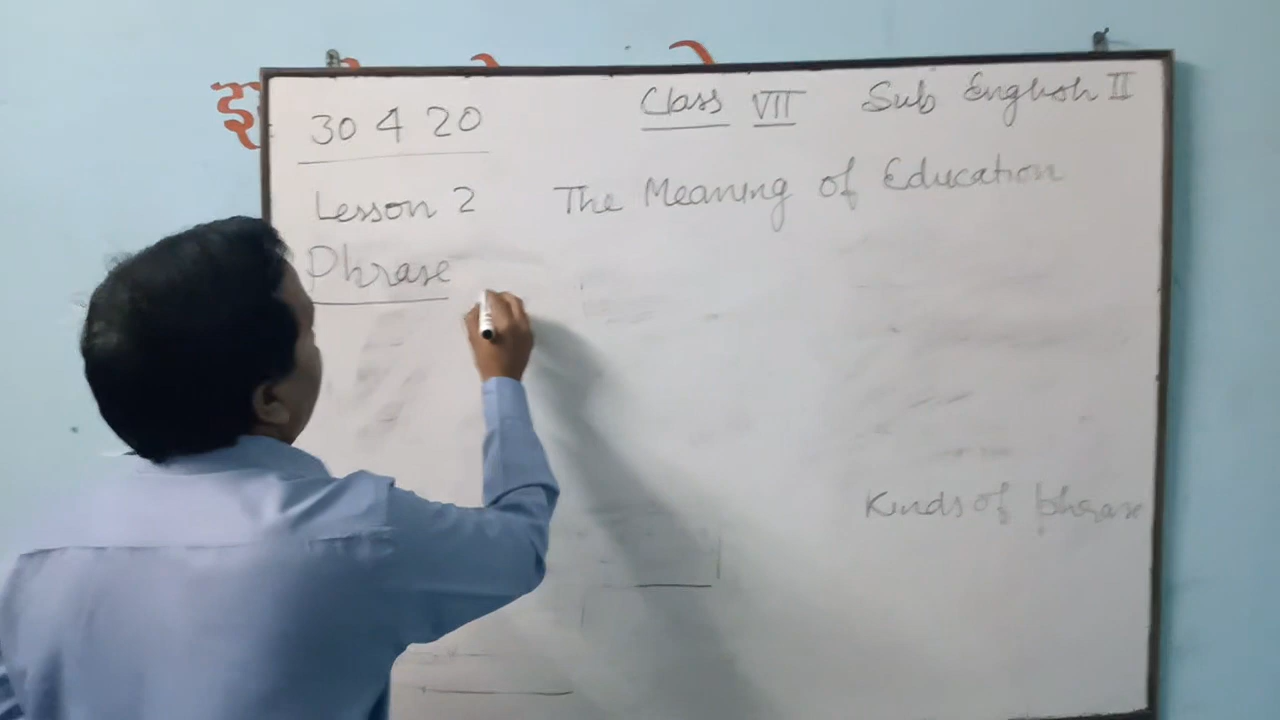 30 4 20 Class VII Sub English II
Lesson 2 The Meaning of Education
Phrase
Kinds of phrase